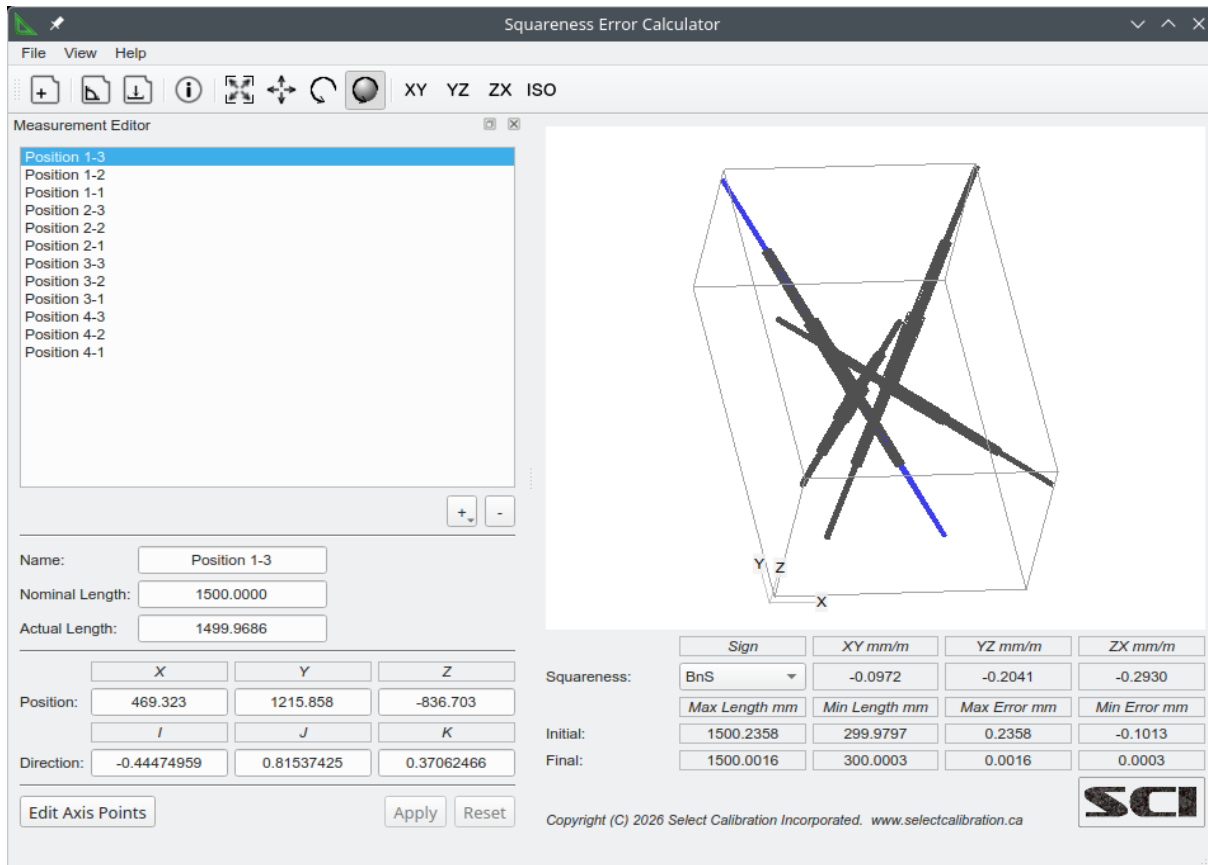 Squareness Error Calculator
File View Help
XY YZ ZX ISO
Measurement Editor
Position 1-3
Position 1-2
Position 1-1
Position 2-3
Position 2-2
Position 2-1
Position 3-3
Position 3-2
Position 3-1
Position 4-3
Position 4-2
Position 4-1
+ -
Name: Position 1-3
Nominal Length: 1500.0000
Actual Length: 1499.9686
X Y Z
Position: 469.323 1215.858 -836.703
I J K
Direction: -0.44474959 0.81537425 0.37062466
Edit Axis Points Apply Reset
Y Z
X
Sign XY mm/m YZ mm/m ZX mm/m
Squareness: BnS -0.0972 -0.2041 -0.2930
Max Length mm Min Length mm Max Error mm Min Error mm
Initial: 1500.2358 299.9797 0.2358 -0.1013
Final: 1500.0016 300.0003 0.0016 0.0003
SCI
Copyright (C) 2026 Select Calibration Incorporated. www.selectcalibration.ca